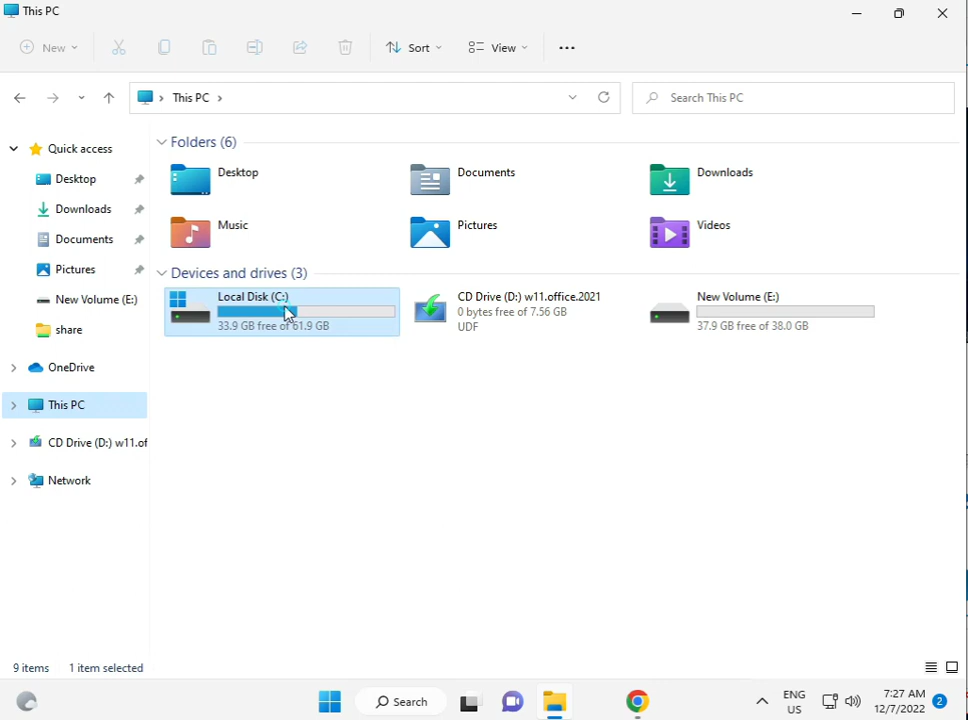 This PC
New
Sort
View
This PC
Search This PC
Quick access
Desktop
Downloads
Documents
Pictures
New Volume (E:)
share
OneDrive
This PC
CD Drive (D:) w11.of
Network
Folders (6)
Desktop
Documents
Downloads
Music
Pictures
Videos
Devices and drives (3)
Local Disk (C:)
33.9 GB free of 61.9 GB
CD Drive (D:) w11.office.2021
0 bytes free of 7.56 GB
UDF
New Volume (E:)
37.9 GB free of 38.0 GB
9 items
1 item selected
Search
ENG
US
7:27 AM
12/7/2022
2